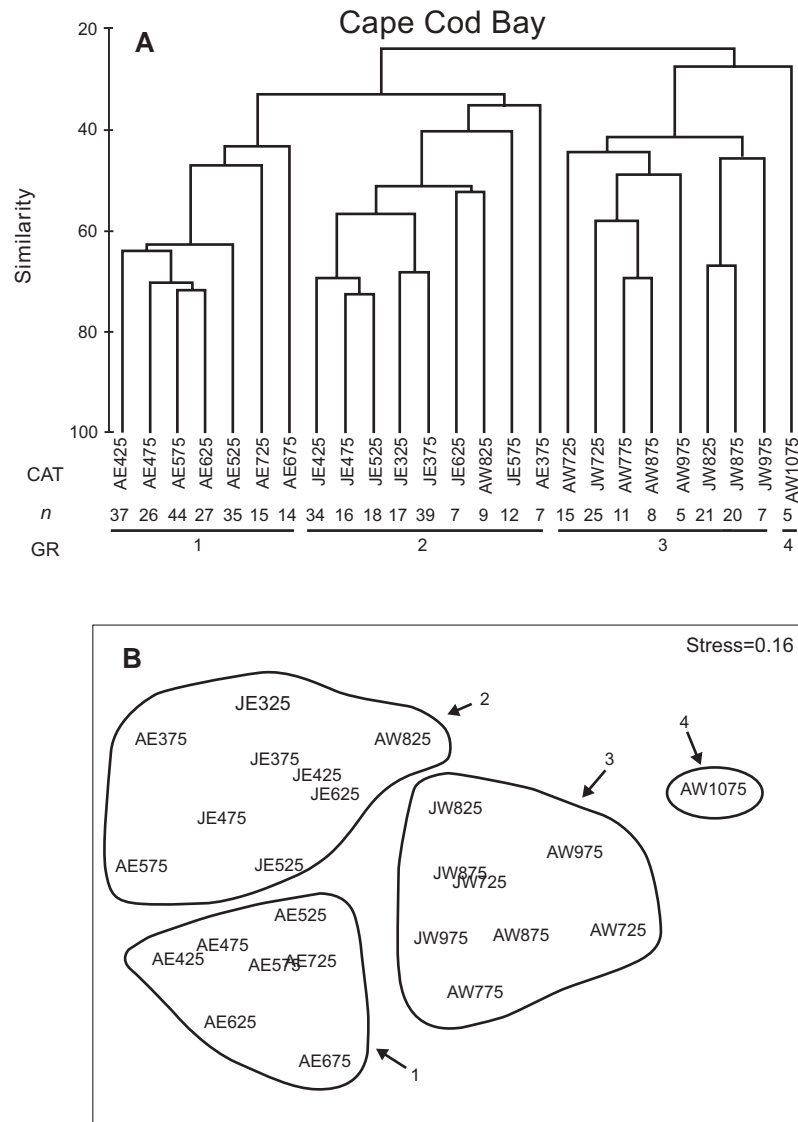 Cape Cod Bay
A
20
40
60
80
100
Similarity
CAT AE425 AE475 AE575 AE625 AE525 AE725 AE675 JE425 JE475 JE525 JE325 JE375 JE625 AW825 JE575 AE375 AW725 JW725 AW775 AW875 AW975 JW825 JW875 JW975 AW1075
n 37 26 44 27 35 15 14 34 16 18 17 39 7 9 12 7 15 25 11 8 5 21 20 7 5
GR 1 2 3 4
B
Stress=0.16
JE325
2
AE375
AW825
4
JE375
3
JE425
JE625
AW1075
JW825
JE475
AW975
AE575
JE525
JW875
JW725
AE525
AW725
AE475
JW975
AW875
AE425
AE575
AE725
AW775
AE625
AE675
1